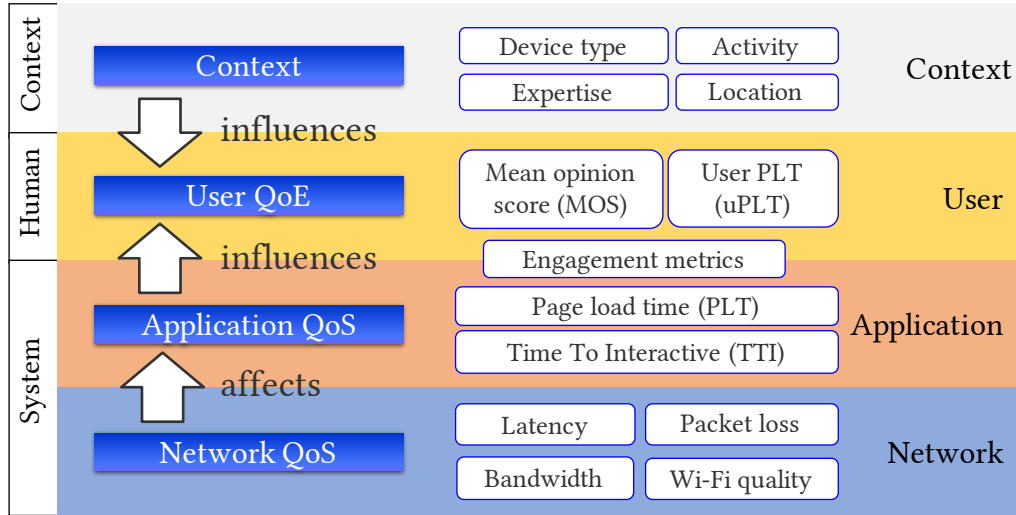 Context
Context
Device type
Activity
Expertise
Location
Context
influences
Human
User QoE
Mean opinion
score (MOS)
User PLT
(uPLT)
User
influences
Engagement metrics
System
Application QoS
Page load time (PLT)
Time To Interactive (TTI)
Application
affects
Network QoS
Latency
Packet loss
Bandwidth
Wi-Fi quality
Network